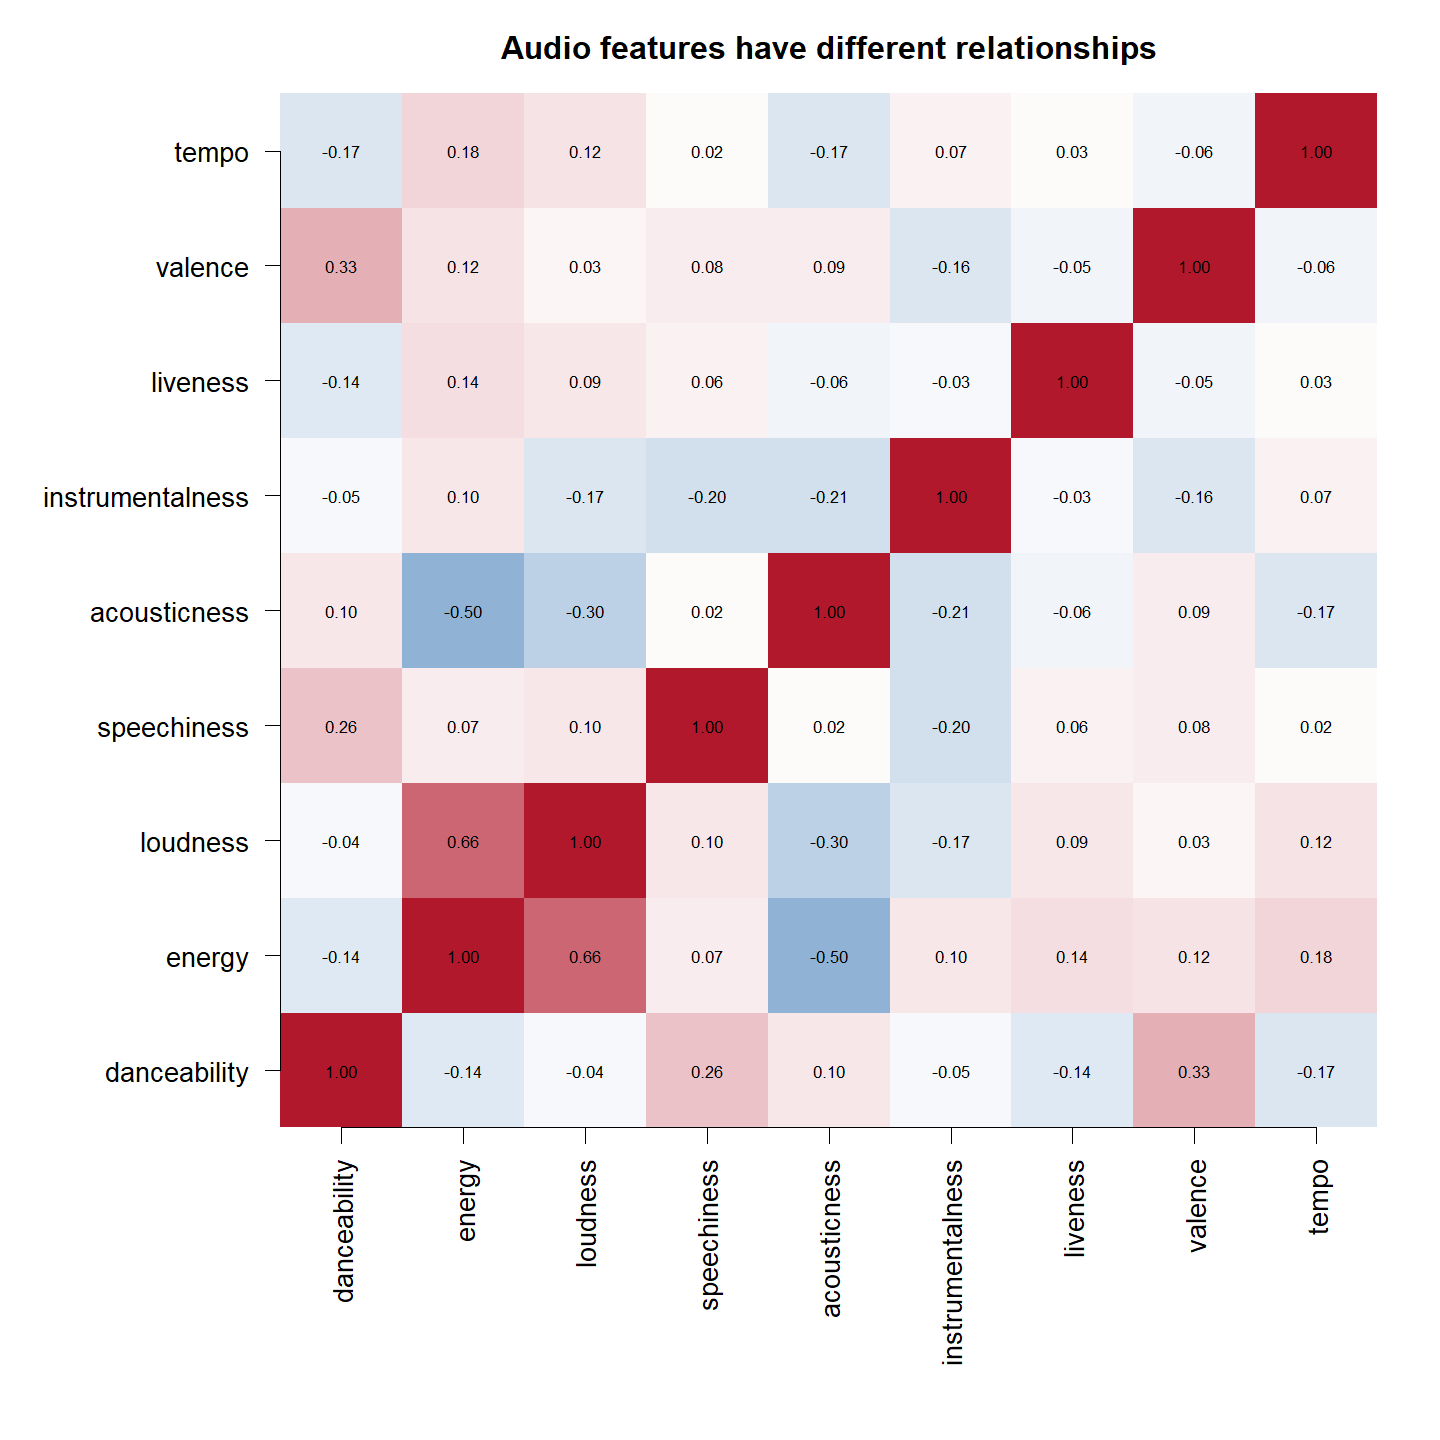 Audio features have different relationships
tempo -0.17 0.18 0.12 0.02 -0.17 0.07 0.03 -0.06 1.00
valence 0.33 0.12 0.03 0.08 0.09 -0.16 -0.05 1.00 -0.06
liveness -0.14 0.14 0.09 0.06 -0.06 -0.03 1.00 -0.05 0.03
instrumentalness -0.05 0.10 -0.17 -0.20 -0.21 1.00 -0.03 -0.16 0.07
acousticness 0.10 -0.50 -0.30 0.02 1.00 -0.21 -0.06 0.09 -0.17
speechiness 0.26 0.07 0.10 1.00 0.02 -0.20 0.06 0.08 0.02
loudness -0.04 0.66 1.00 0.10 -0.30 -0.17 0.09 0.03 0.12
energy -0.14 1.00 0.66 0.07 -0.50 0.10 0.14 0.12 0.18
danceability 1.00 -0.14 -0.04 0.26 0.10 -0.05 -0.14 0.33 -0.17
danceability
energy
loudness
speechiness
acousticness
instrumentalness
liveness
valence
tempo